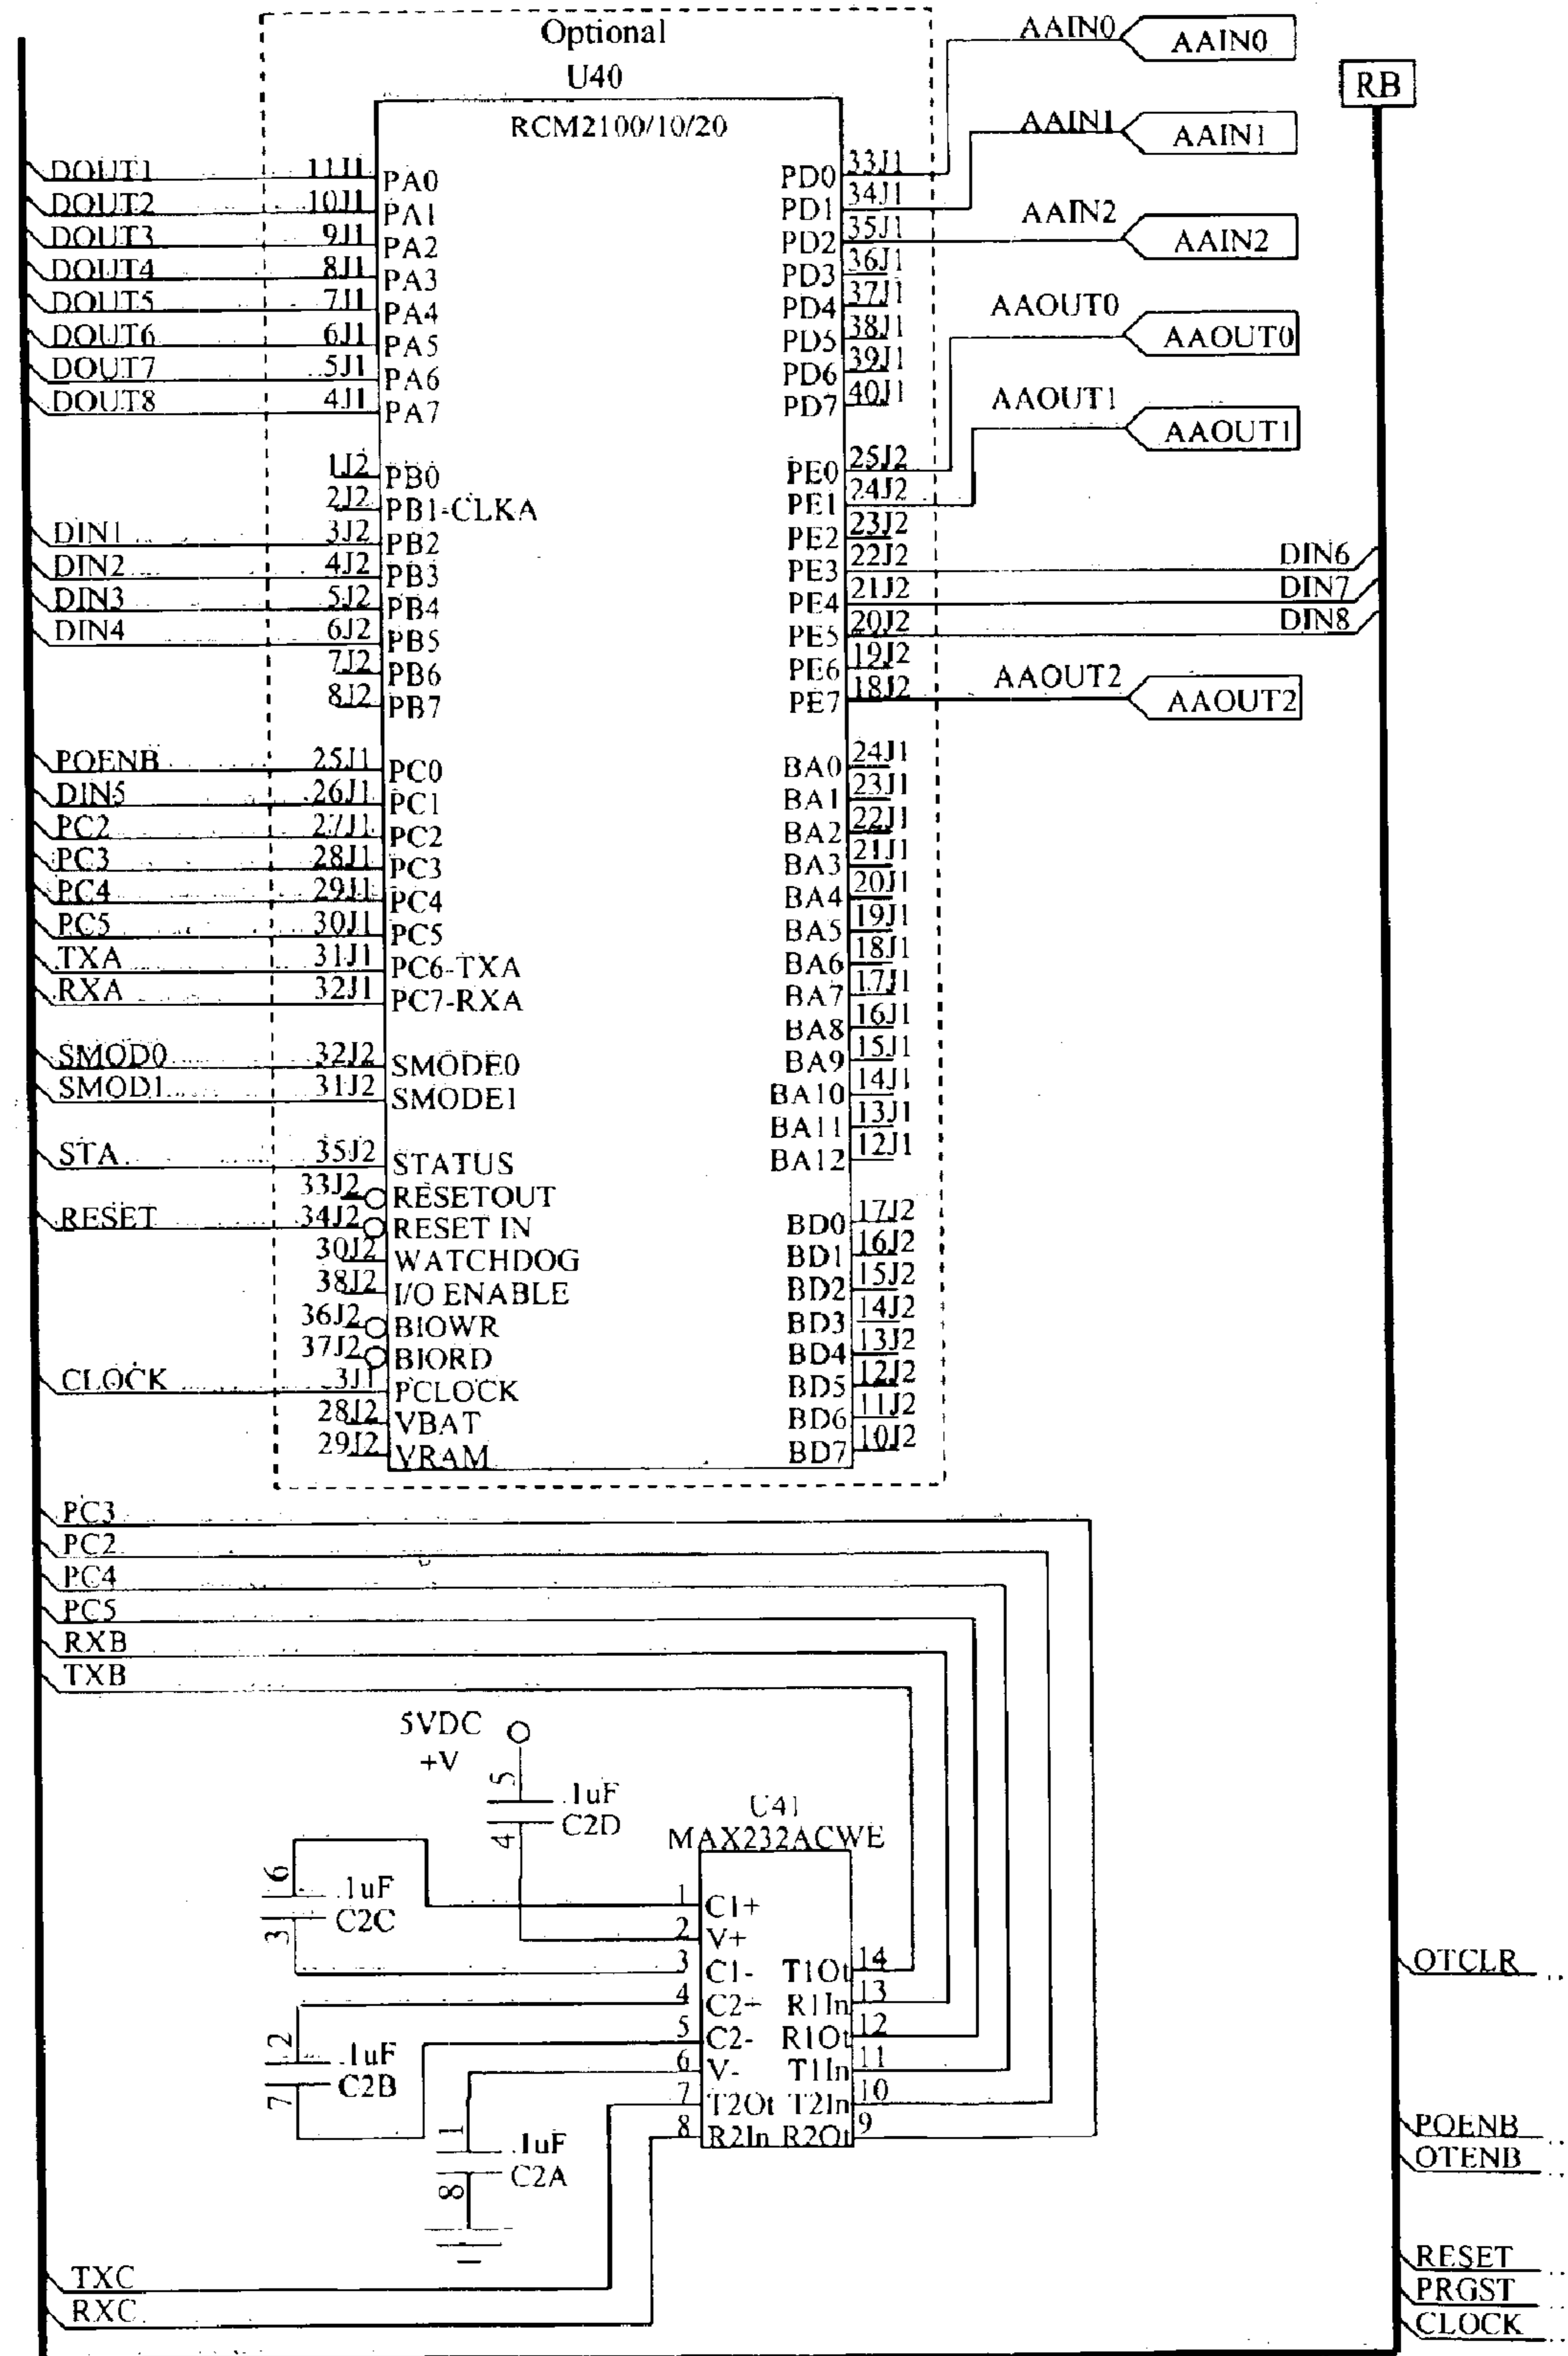 Optional
U40
RCM2100/10/20
AAIN0
AAIN0
AAIN1
AAIN1
AAIN2
AAIN2
AAOUT0
AAOUT0
AAOUT1
AAOUT1
RB
DOUT1 11J1 PA0
DOUT2 10J1 PA1
DOUT3 9J1 PA2
DOUT4 8J1 PA3
DOUT5 7J1 PA4
DOUT6 6J1 PA5
DOUT7 5J1 PA6
DOUT8 4J1 PA7
1J2 PB0
2J2 PB1-CLKA
DIN1 3J2 PB2
DIN2 4J2 PB3
DIN3 5J2 PB4
DIN4 6J2 PB5
7J2 PB6
8J2 PB7
POENB 25J1 PC0
DIN5 26J1 PC1
PC2 27J1 PC2
PC3 28J1 PC3
PC4 29J1 PC4
PC5 30J1 PC5
TXA 31J1 PC6-TXA
RXA 32J1 PC7-RXA
SMOD0 32J2 SMODE0
SMOD1 31J2 SMODE1
STA 35J2 STATUS
33J2 RESETOUT
RESET 34J2 RESET IN
30J2 WATCHDOG
38J2 I/O ENABLE
36J2 BIOWR
37J2 BIORD
CLOCK 3J1 PCLOCK
28J2 VBAT
29J2 VRAM
PD0 33J1
PD1 34J1
PD2 35J1
PD3 36J1
PD4 37J1
PD5 38J1
PD6 39J1
PD7 40J1
PE0 25J2
PE1 24J2
PE2 23J2
PE3 22J2 DIN6
PE4 21J2 DIN7
PE5 20J2 DIN8
PE6 19J2
PE7 18J2 AAOUT2
AAOUT2
BA0 24J1
BA1 23J1
BA2 22J1
BA3 21J1
BA4 20J1
BA5 19J1
BA6 18J1
BA7 17J1
BA8 16J1
BA9 15J1
BA10 14J1
BA11 13J1
BA12 12J1
BD0 17J2
BD1 16J2
BD2 15J2
BD3 14J2
BD4 13J2
BD5 12J2
BD6 11J2
BD7 10J2
PC3
PC2
PC4
PC5
RXB
TXB
5VDC
+V
5
.1uF
C2D
4
U41
MAX232ACWE
6
.1uF
C2C
3
2
.1uF
C2B
7
1
.1uF
C2A
8
1 C1+
2 V+
3 C1- T1Ot 14
4 C2+ R1In 13
5 C2- R1Ot 12
6 V- T1In 11
7 T2Ot T2In 10
8 R2In R2Ot 9
TXC
RXC
OTCLR
POENB
OTENB
RESET
PRGST
CLOCK